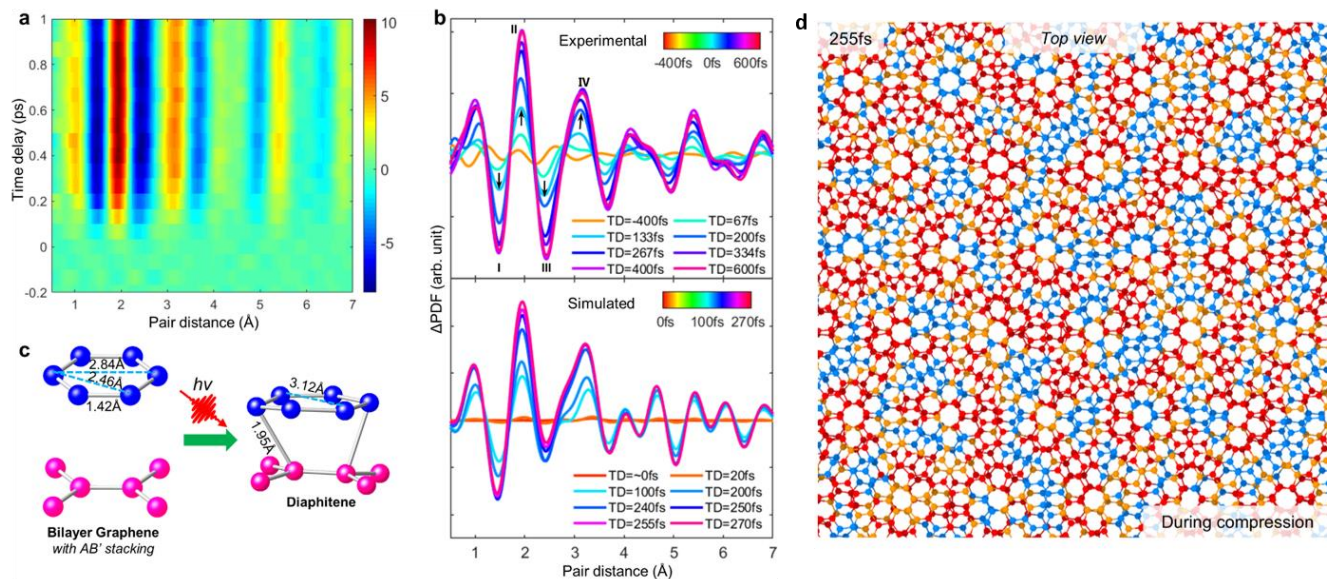 a
1
0.8
0.6
0.4
0.2
0
-0.2
Time delay (ps)
1 2 3 4 5 6 7
Pair distance (Å)
10
5
0
-5
b
II
Experimental
-400fs 0fs 600fs
IV
I
III
TD=-400fs TD=67fs
TD=133fs TD=200fs
TD=267fs TD=334fs
TD=400fs TD=600fs
ΔPDF (arb. unit)
Simulated
0fs 100fs 270fs
TD=~0fs TD=20fs
TD=100fs TD=200fs
TD=240fs TD=250fs
TD=255fs TD=270fs
1 2 3 4 5 6 7
Pair distance (Å)
c
2.84Å
2.46Å
1.42Å
hν
3.12Å
1.95Å
Diaphitene
Bilayer Graphene
with AB' stacking
d
255fs
Top view
During compression